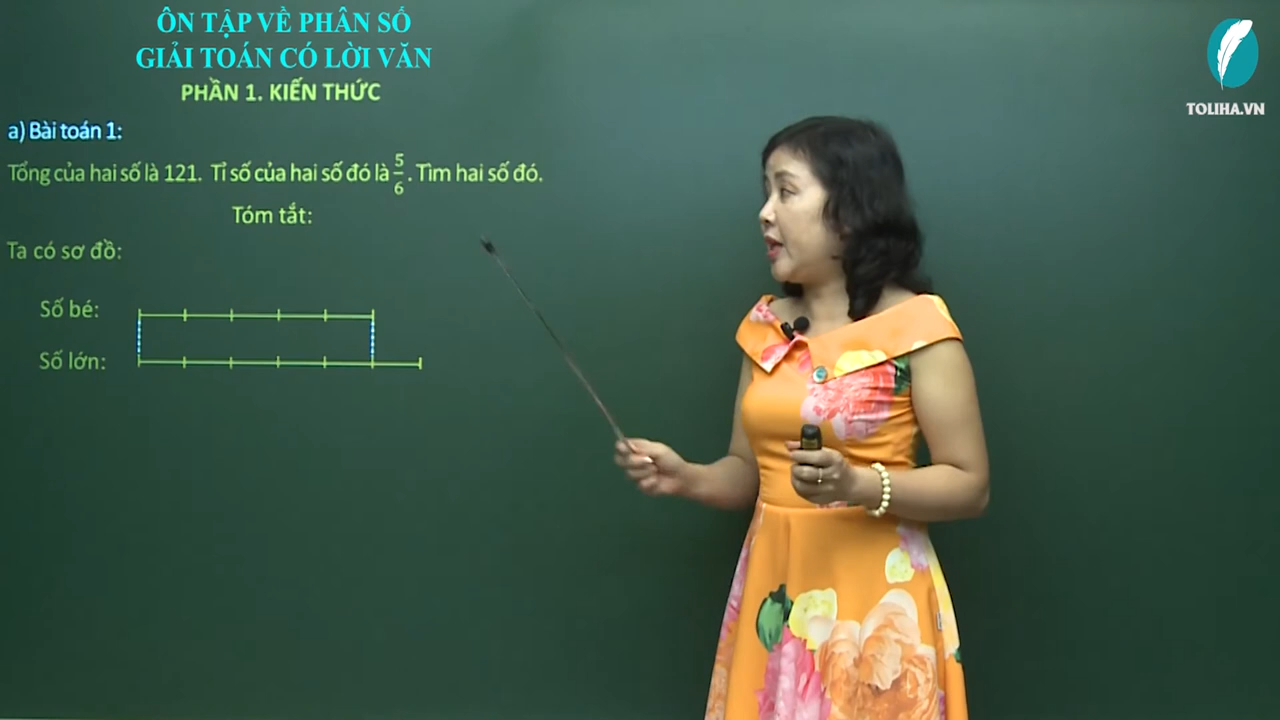 ÔN TẬP VỀ PHÂN SỐ
GIẢI TOÁN CÓ LỜI VĂN
PHẦN 1. KIẾN THỨC
TOLIHA.VN
a) Bài toán 1:
Tổng của hai số là 121. Tỉ số của hai số đó là 5/6. Tìm hai số đó.
Tóm tắt:
Ta có sơ đồ:
Số bé:
Số lớn: